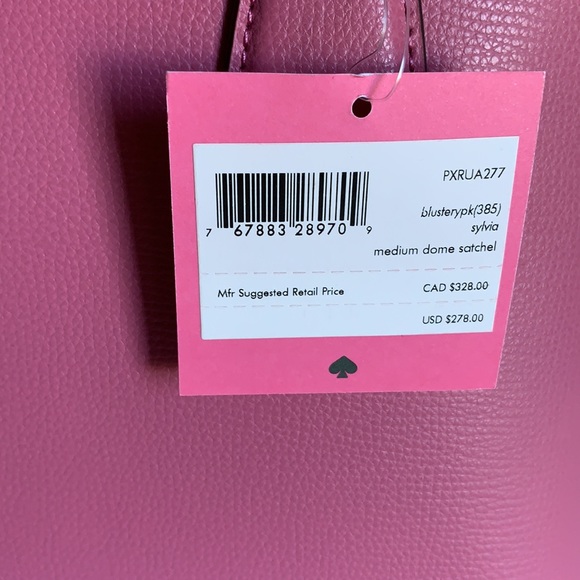 PXRUA277
7 67883 28970 9
blusterypk(385)
sylvia
medium dome satchel
Mfr Suggested Retail Price CAD $328.00
USD $278.00